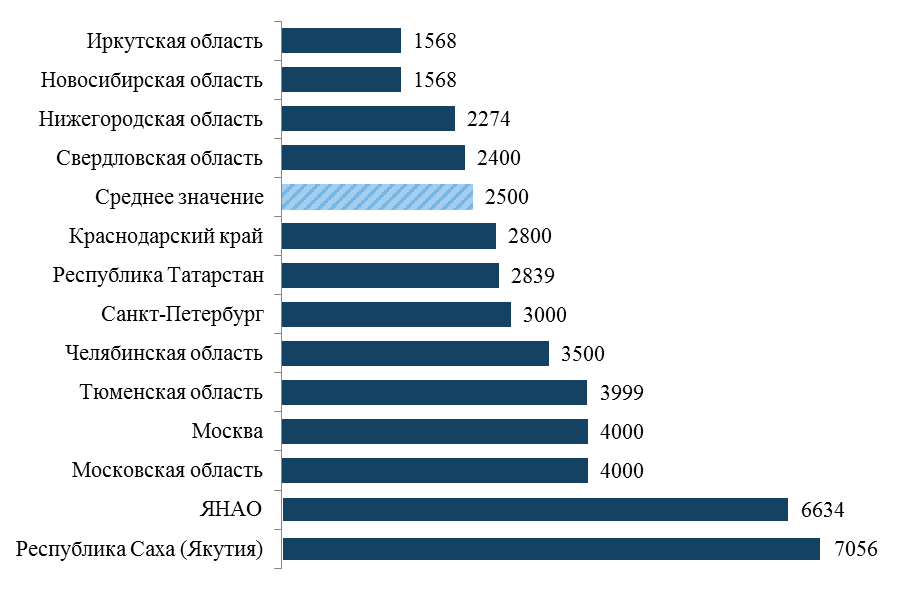 Иркутская область 1568
Новосибирская область 1568
Нижегородская область 2274
Свердловская область 2400
Среднее значение 2500
Краснодарский край 2800
Республика Татарстан 2839
Санкт-Петербург 3000
Челябинская область 3500
Тюменская область 3999
Москва 4000
Московская область 4000
ЯНАО 6634
Республика Саха (Якутия) 7056